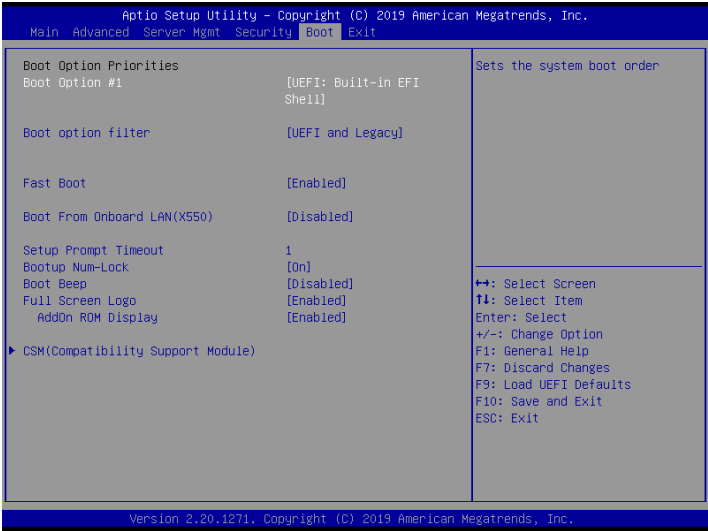 Aptio Setup Utility – Copyright (C) 2019 American Megatrends, Inc.
Main Advanced Server Mgmt Security Boot Exit
Boot Option Priorities
Boot Option #1 [UEFI: Built-in EFI
Shell]
Boot option filter [UEFI and Legacy]
Fast Boot [Enabled]
Boot From Onboard LAN(X550) [Disabled]
Setup Prompt Timeout 1
Bootup Num-Lock [On]
Boot Beep [Disabled]
Full Screen Logo [Enabled]
AddOn ROM Display [Enabled]
CSM(Compatibility Support Module)
Sets the system boot order
↔: Select Screen
↑↓: Select Item
Enter: Select
+/-: Change Option
F1: General Help
F7: Discard Changes
F9: Load UEFI Defaults
F10: Save and Exit
ESC: Exit
Version 2.20.1271. Copyright (C) 2019 American Megatrends, Inc.